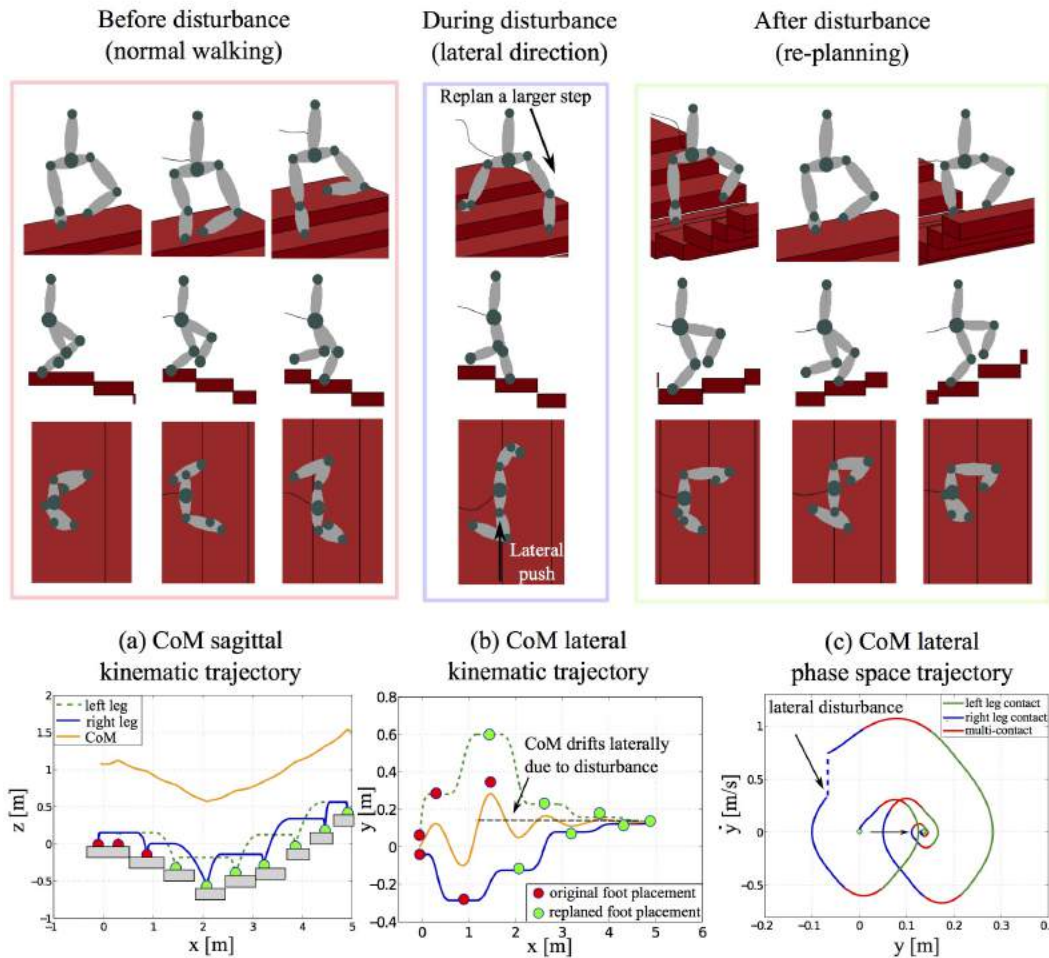 Before disturbance
(normal walking)
During disturbance
(lateral direction)
After disturbance
(re-planning)
Replan a larger step
Lateral
push
(a) CoM sagittal
kinematic trajectory
(b) CoM lateral
kinematic trajectory
(c) CoM lateral
phase space trajectory
left leg
right leg
CoM
z [m]
2
1.5
1
0.5
0
-0.5
-1
0 1 2 3 4 5
x [m]
CoM drifts laterally
due to disturbance
original foot placement
replaned foot placement
y [m]
0.8
0.6
0.4
0.2
0
-0.2
-0.4
0 1 2 3 4 5 6
x [m]
lateral disturbance
left leg contact
right leg contact
multi-contact
ẏ [m/s]
1
0.5
0
-0.5
-0.2 -0.1 0 0.1 0.2 0.3 0.4
y [m]